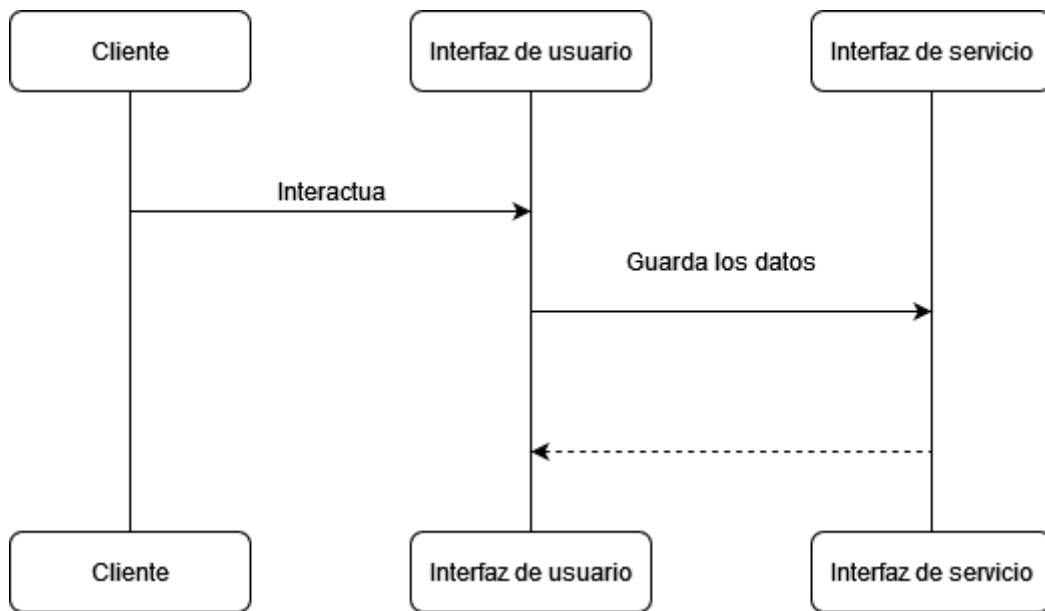 Cliente
Interfaz de usuario
Interfaz de servicio
Interactua
Guarda los datos
Cliente
Interfaz de usuario
Interfaz de servicio